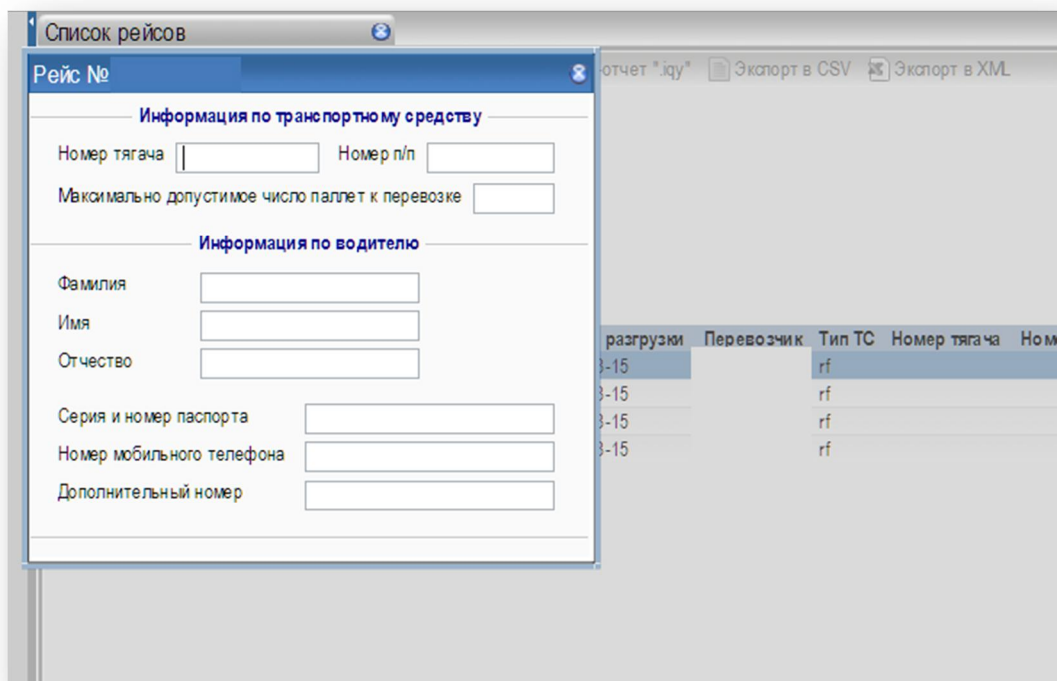 Список рейсов
Рейс №
отчет ".iqy" Экспорт в CSV Экспорт в XML
Информация по транспортному средству
Номер тягача Номер п/п
Максимально допустимое число паллет к перевозке
Информация по водителю
Фамилия
Имя
Отчество
Серия и номер паспорта
Номер мобильного телефона
Дополнительный номер
разгрузки Перевозчик Тип ТС Номер тягача
-15 rf
-15 rf
-15 rf
-15 rf